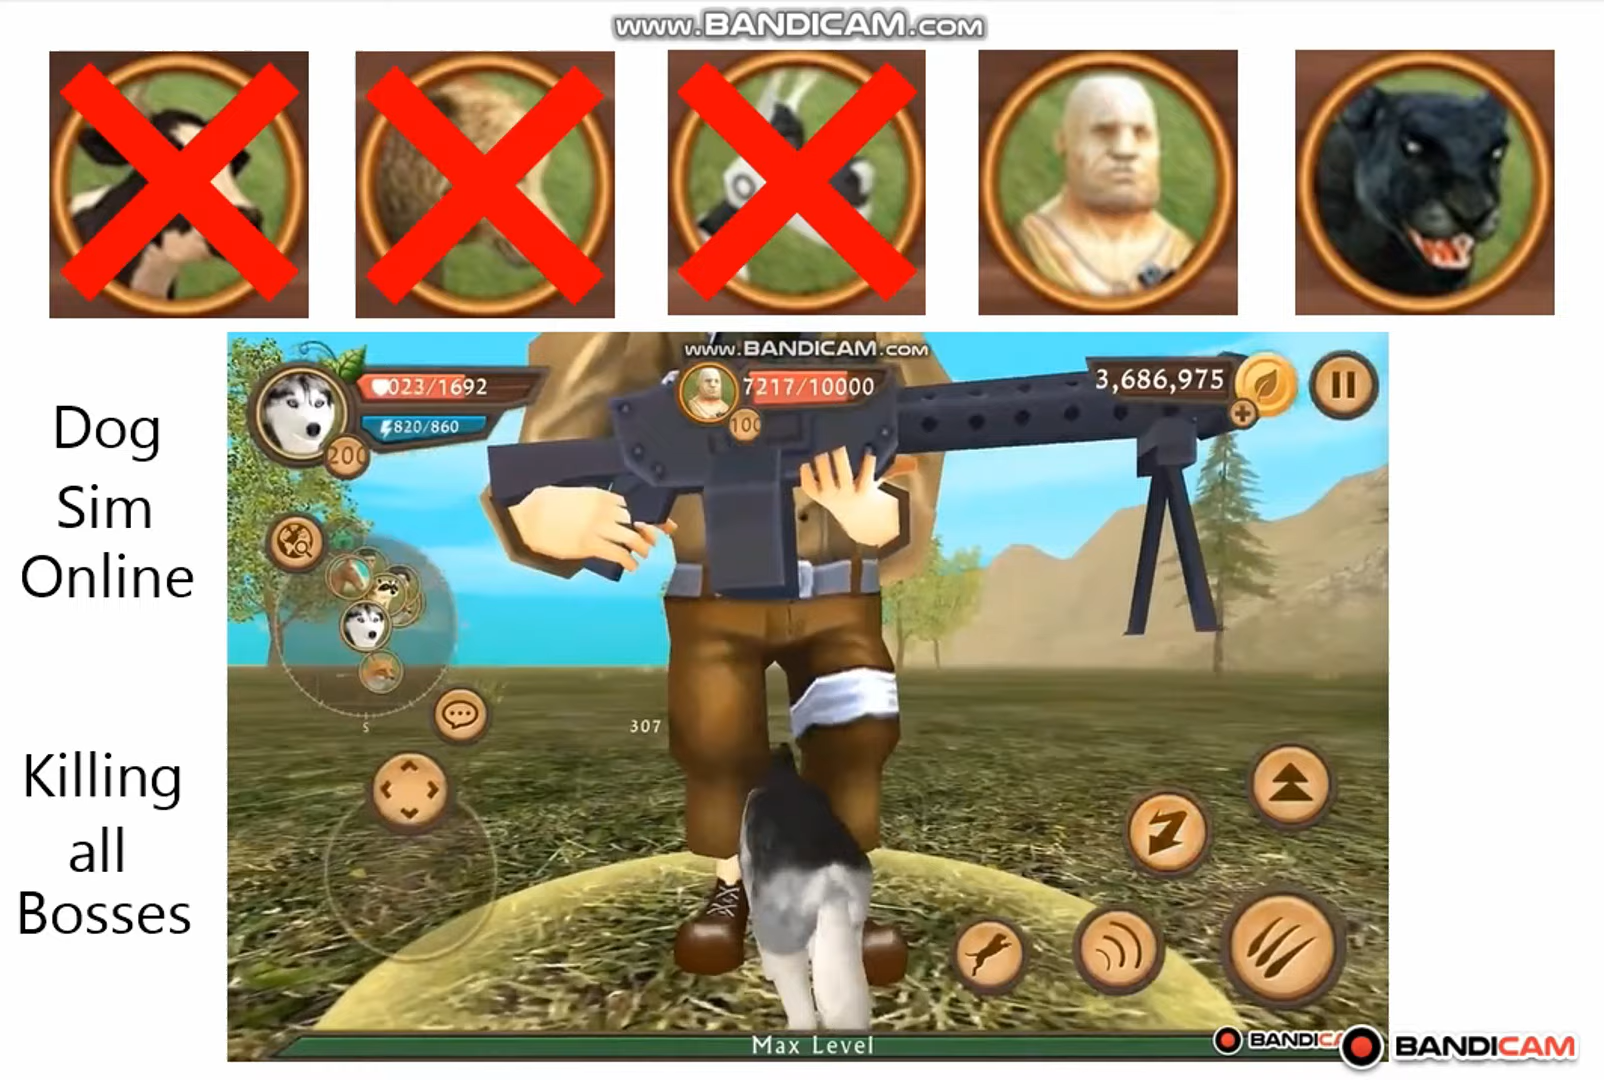 www.BANDICAM.com
www.BANDICAM.com
023/1692
7217/10000
3,686,975
820/860
100
200
Dog
Sim
Online
S
307
Killing
all
Bosses
Max Level
BANDICAM